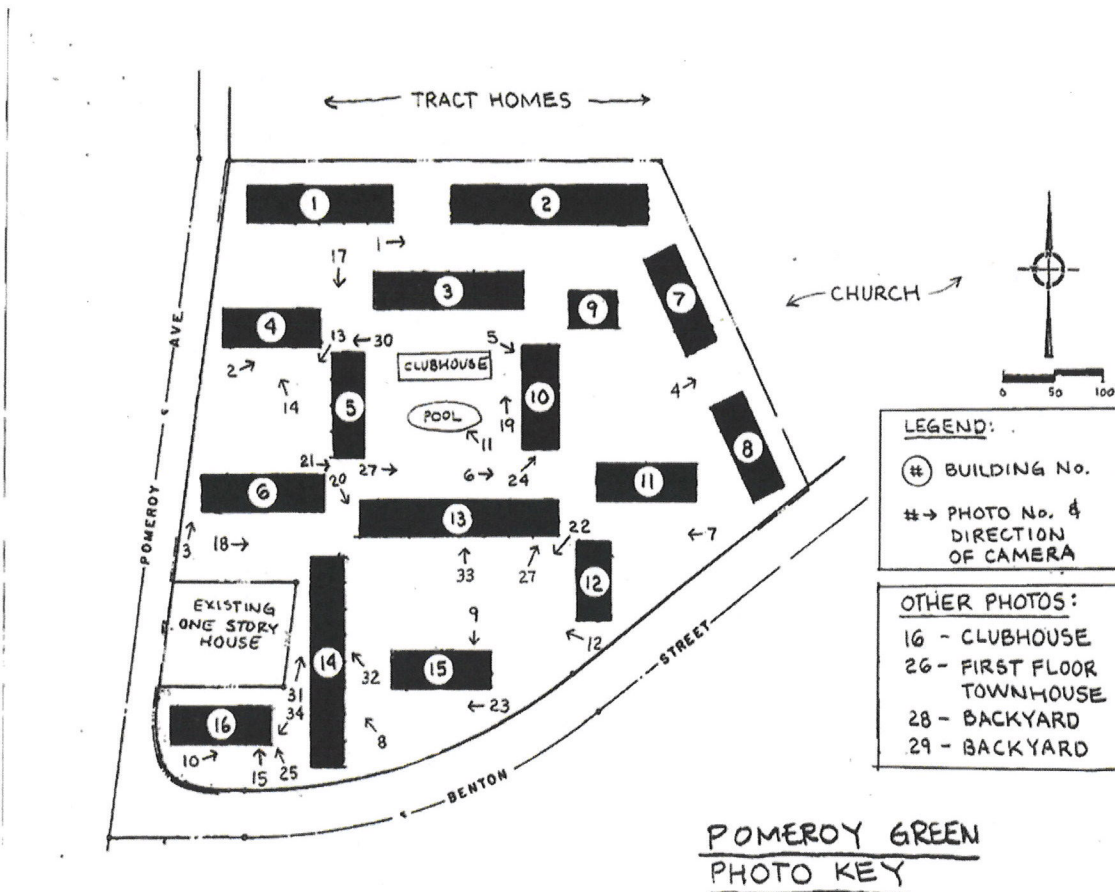 ← TRACT HOMES →
1
2
1 →
17
↓
3
4
9
7
← CHURCH →
13
← 30
5
CLUBHOUSE
2
14
5
POOL
11
19
10
4
0 50 100
8
21 →
20
27 →
6 →
24
6
13
11
22
27
33
← 7
3
18 →
12
12
EXISTING
ONE STORY
HOUSE
9
14
32
15
31
34
← 23
16
10 →
15
25
8
POMEROY AVE.
BENTON STREET
LEGEND:
# BUILDING No.
# → PHOTO No. &
DIRECTION
OF CAMERA
OTHER PHOTOS:
16 - CLUBHOUSE
26 - FIRST FLOOR
TOWNHOUSE
28 - BACKYARD
29 - BACKYARD
POMEROY GREEN
PHOTO KEY